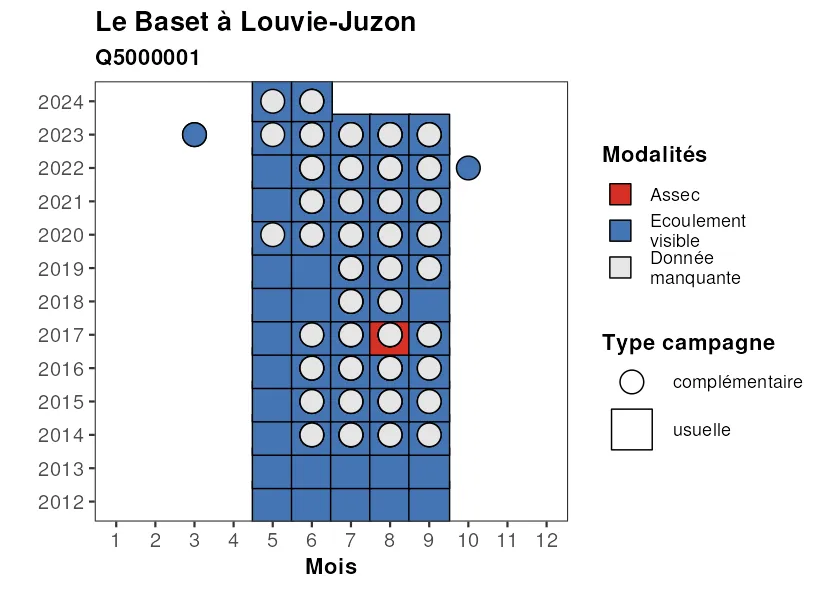 Le Baset à Louvie-Juzon
Q5000001
2024
2023
2022
2021
2020
2019
2018
2017
2016
2015
2014
2013
2012
1 2 3 4 5 6 7 8 9 10 11 12
Mois
Modalités
Assec
Ecoulement
visible
Donnée
manquante
Type campagne
complémentaire
usuelle